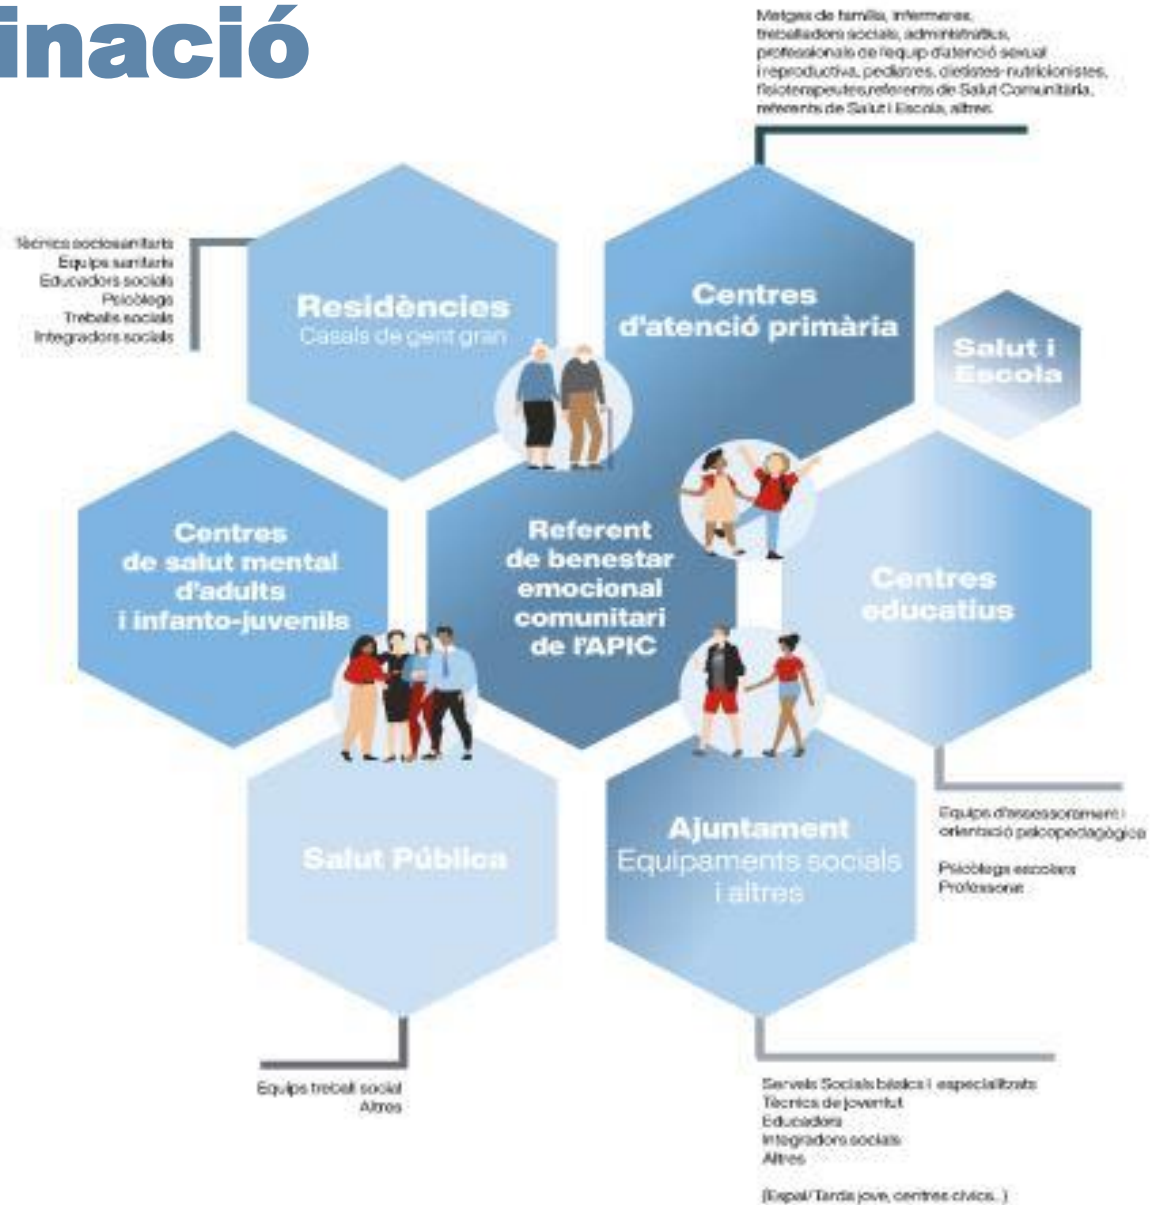 inació
Metges de família, infermeres,
treballadors socials, administratius,
professionals de l'equip d'atenció sexual
i reproductiva, pediatres, dietistes-nutricionistes,
fisioterapeutes,referents de Salut Comunitària,
referents de Salut i Escola, altres.
Tècnics sociosanitaris
Equips sanitaris
Educadors socials
Psicòlegs
Treballs socials
Integradors socials
Residències
Casals de gent gran
Centres
d'atenció primària
Salut i
Escola
Centres
de salut mental
d'adults
i infanto-juvenils
Referent
de benestar
emocional
comunitari
de l'APIC
Centres
educatius
Equips d'assessorament i
orientació psicopedagògica
Psicòlegs escolars
Professorat
Salut Pública
Ajuntament
Equipaments socials
i altres
Equips treball social
Altres
Serveis Socials bàsics i especialitzats
Tècnics de joventut
Educadors
Integradors socials
Altres
(Espai/Tarda jove, centres cívics...)